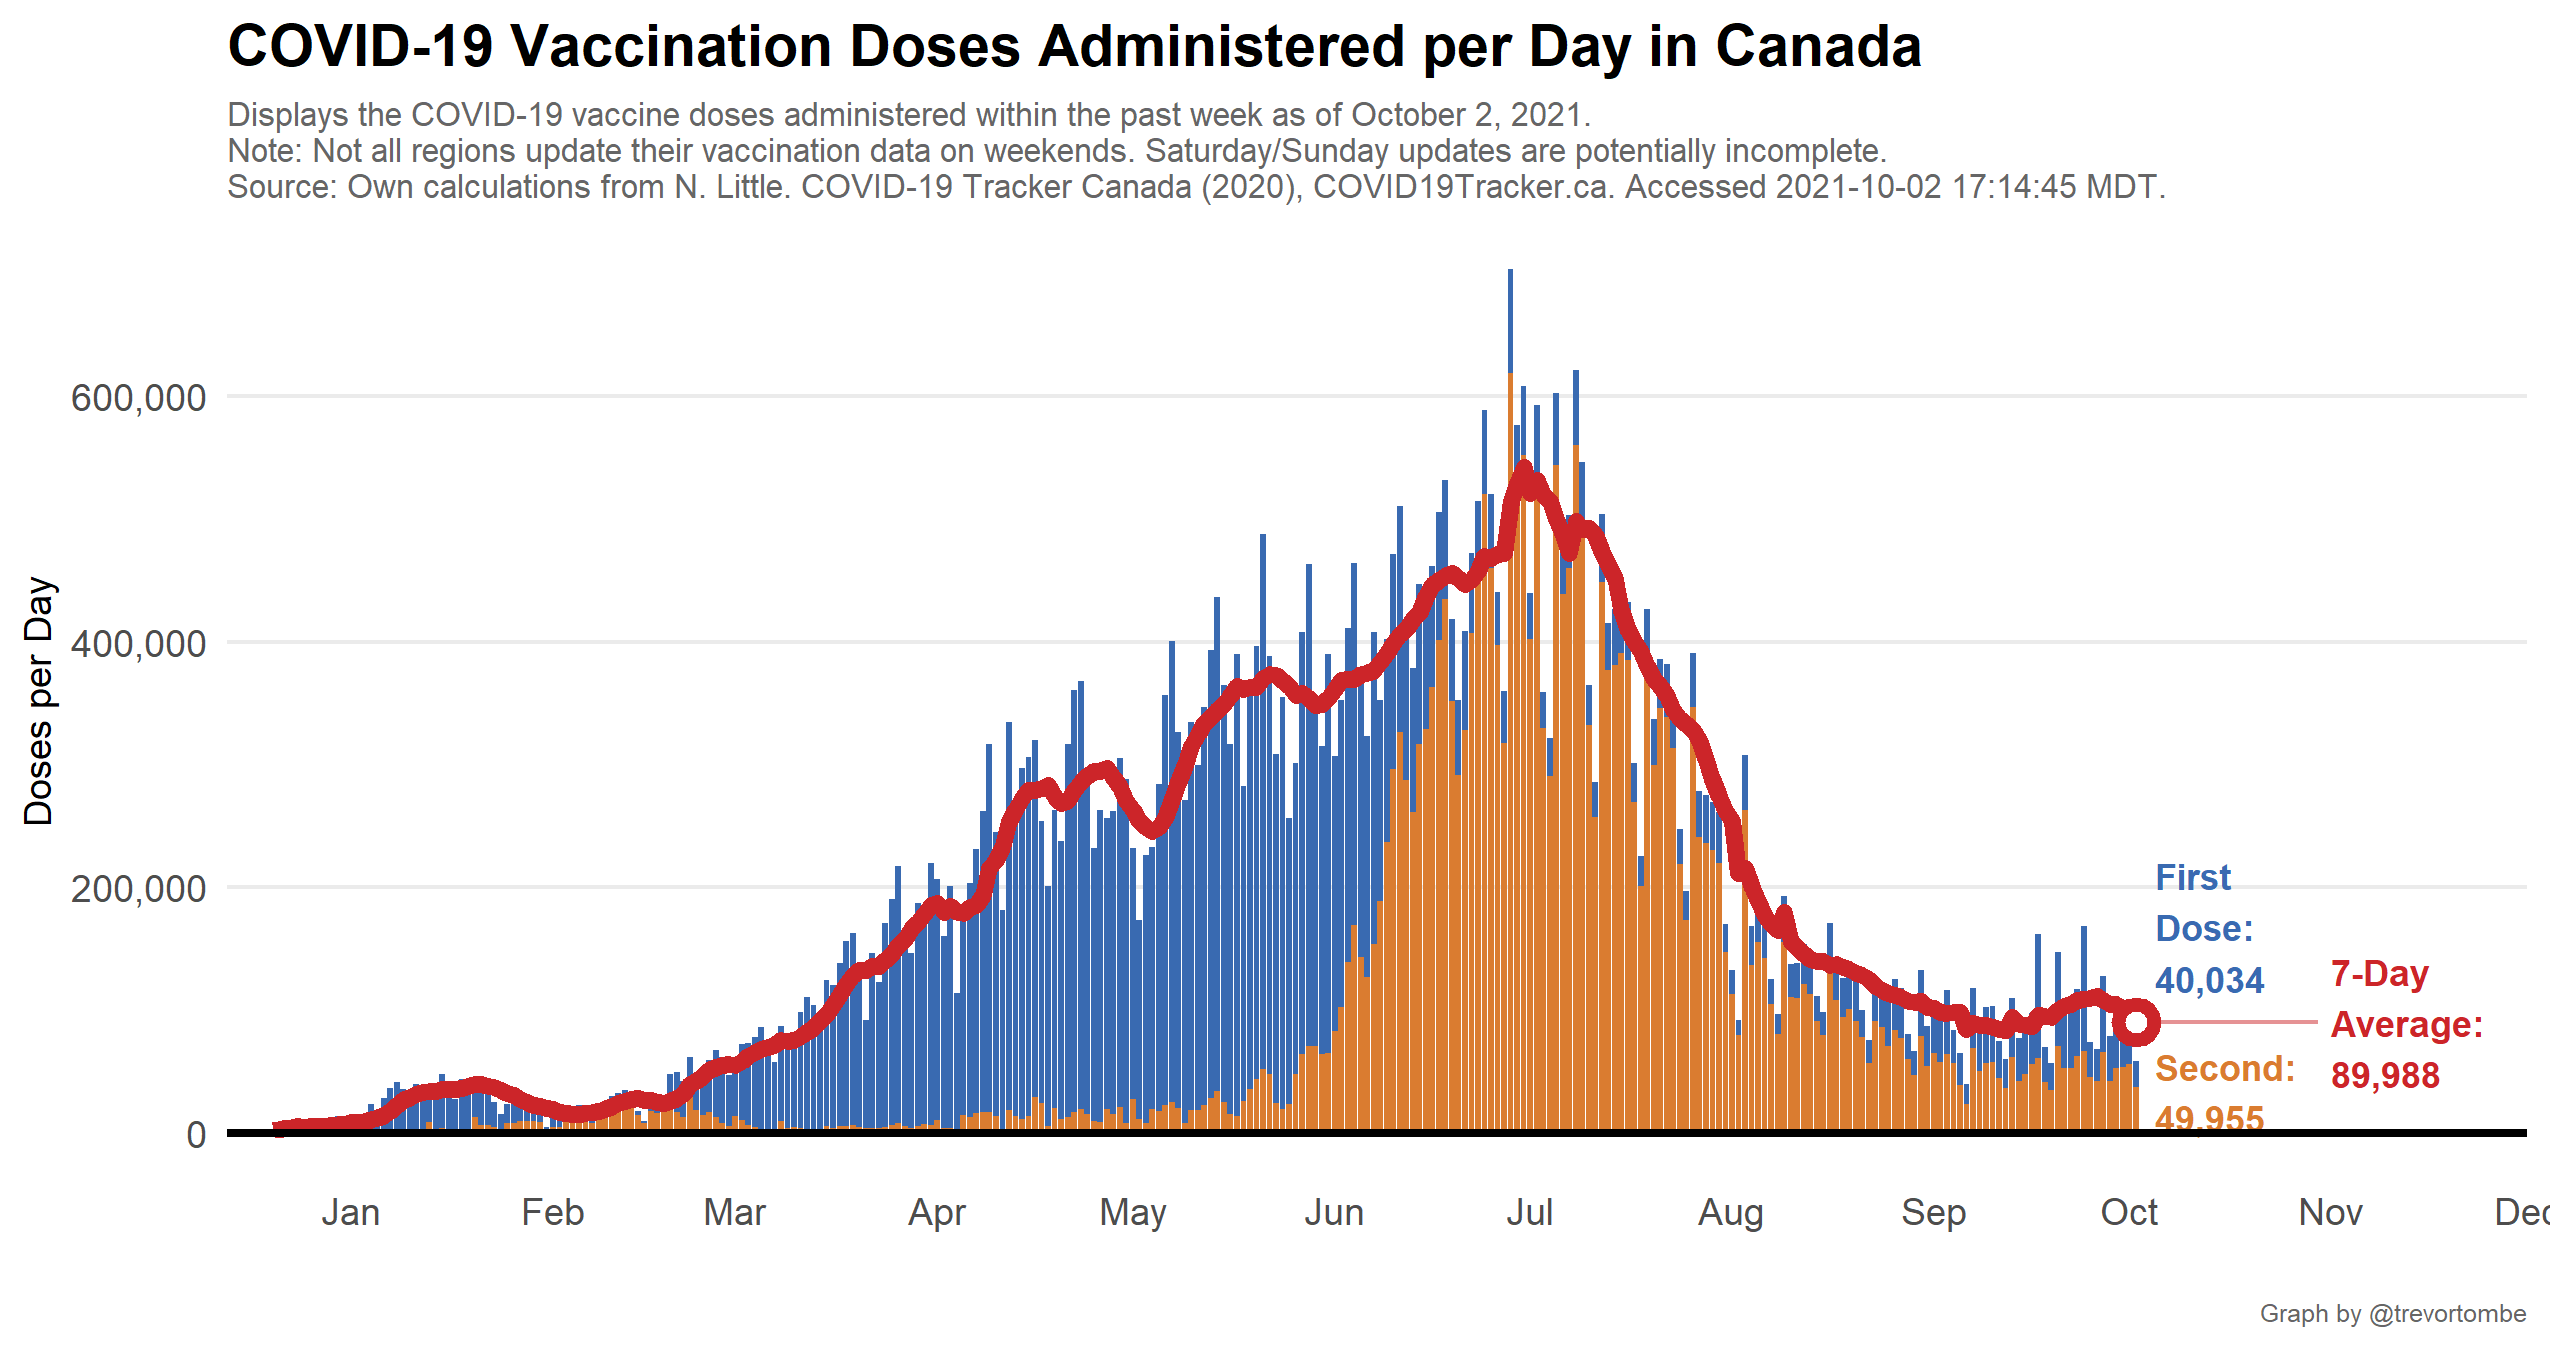 COVID-19 Vaccination Doses Administered per Day in Canada
Displays the COVID-19 vaccine doses administered within the past week as of October 2, 2021.
Note: Not all regions update their vaccination data on weekends. Saturday/Sunday updates are potentially incomplete.
Source: Own calculations from N. Little. COVID-19 Tracker Canada (2020), COVID19Tracker.ca. Accessed 2021-10-02 17:14:45 MDT.
Doses per Day
600,000
400,000
200,000
0
First
Dose:
40,034
Second:
49,955
7-Day
Average:
89,988
Jan Feb Mar Apr May Jun Jul Aug Sep Oct Nov Dec
Graph by @trevortombe